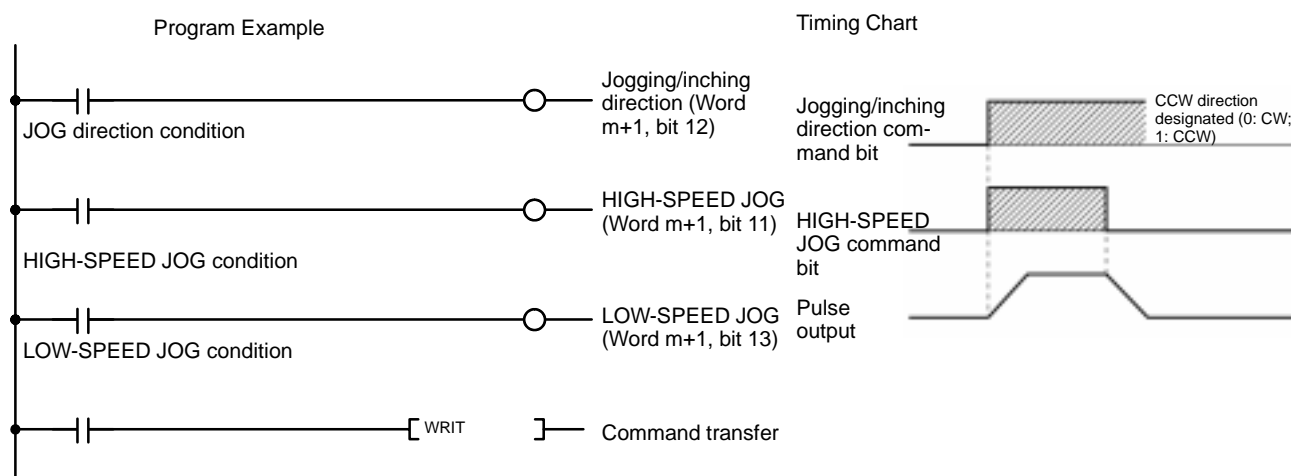 Program Example
Jogging/inching
direction (Word
m+1, bit 12)
JOG direction condition
HIGH-SPEED JOG
(Word m+1, bit 11)
HIGH-SPEED JOG condition
LOW-SPEED JOG
(Word m+1, bit 13)
LOW-SPEED JOG condition
WRIT
Command transfer
Timing Chart
Jogging/inching
direction com-
mand bit
CCW direction
designated (0: CW;
1: CCW)
HIGH-SPEED
JOG command
bit
Pulse
output